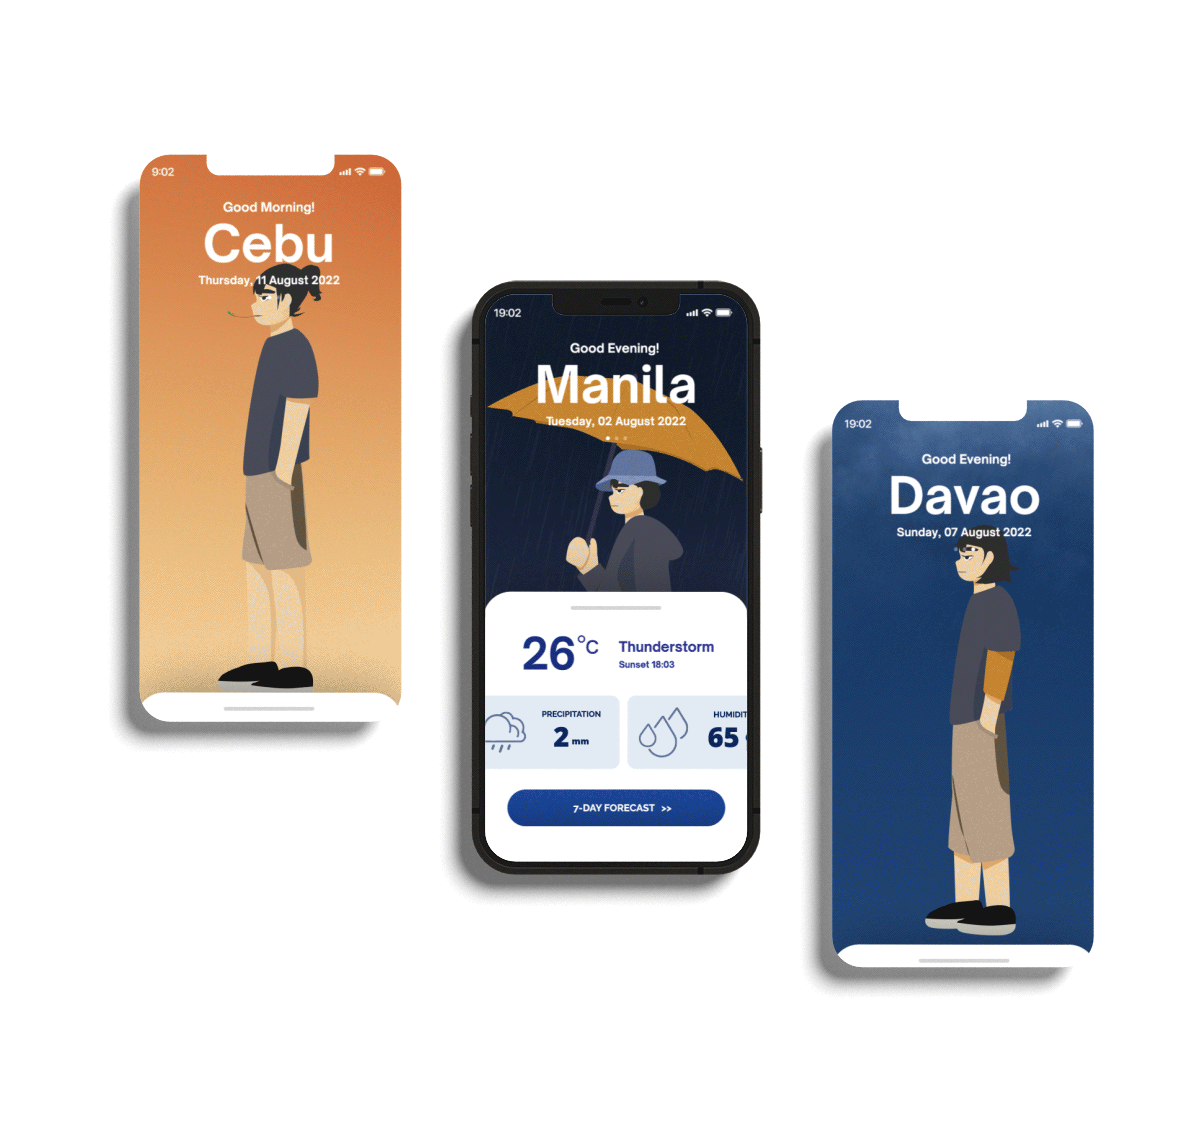 9:02
Good Morning!
Cebu
Thursday, 11 August 2022
19:02
Good Evening!
Manila
Tuesday, 02 August 2022
26°C
Thunderstorm
Sunset 18:03
PRECIPITATION
2 mm
HUMIDIT
65
7-DAY FORECAST >>
19:02
Good Evening!
Davao
Sunday, 07 August 2022